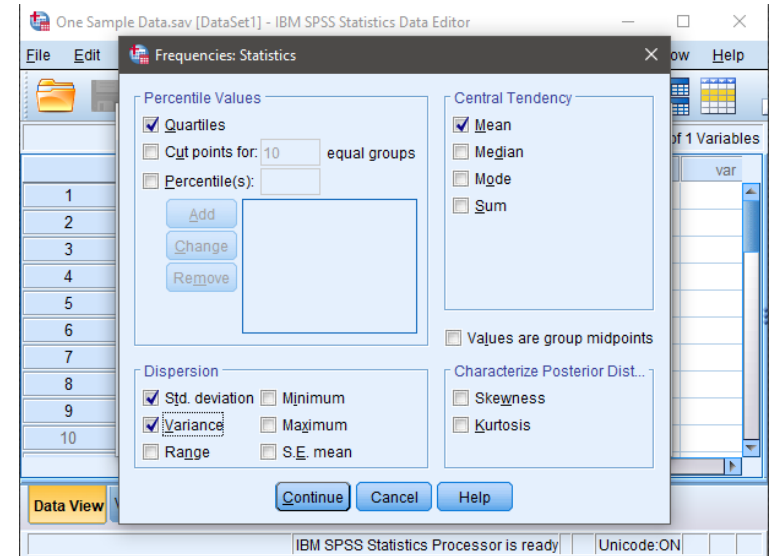 One Sample Data.sav [DataSet1] - IBM SPSS Statistics Data Editor
File Edit ow Help
Frequencies: Statistics
of 1 Variables
var
1
2
3
4
5
6
7
8
9
10
Percentile Values
Quartiles
Cut points for: 10 equal groups
Percentile(s):
Add
Change
Remove
Central Tendency
Mean
Median
Mode
Sum
Values are group midpoints
Dispersion
Std. deviation Minimum
Variance Maximum
Range S.E. mean
Characterize Posterior Dist...
Skewness
Kurtosis
Continue Cancel Help
Data View
IBM SPSS Statistics Processor is ready Unicode:ON